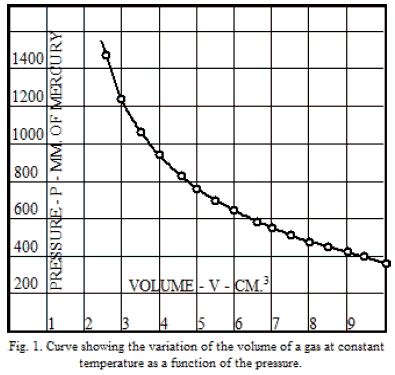 1400
1200
1000
800
600
400
200
PRESSURE - P - MM. OF MERCURY
VOLUME - V - CM.3
1 2 3 4 5 6 7 8 9
Fig. 1. Curve showing the variation of the volume of a gas at constant
temperature as a function of the pressure.